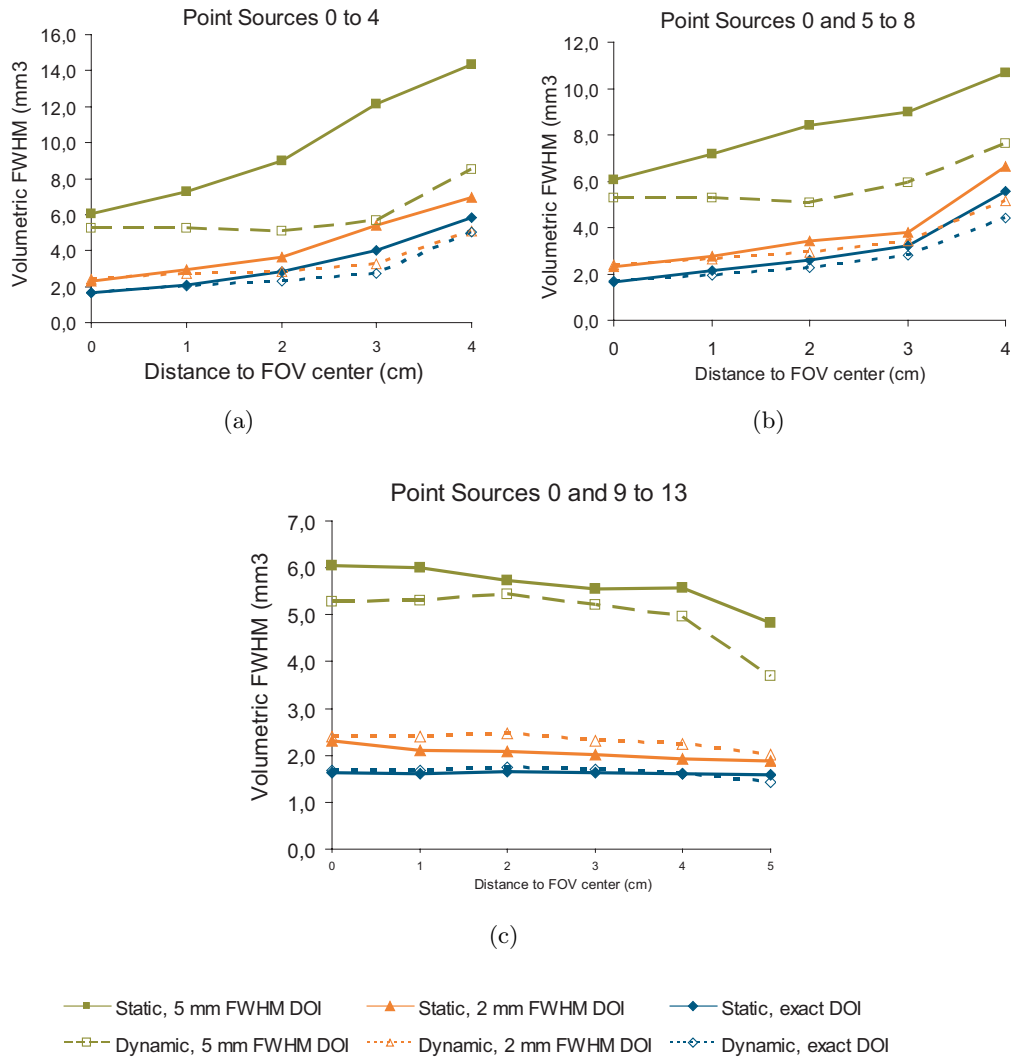 Point Sources 0 to 4
Volumetric FWHM (mm3)
16,0
14,0
12,0
10,0
8,0
6,0
4,0
2,0
0,0
0 1 2 3 4
Distance to FOV center (cm)
(a)
Point Sources 0 and 5 to 8
Volumetric FWHM (mm3)
12,0
10,0
8,0
6,0
4,0
2,0
0,0
0 1 2 3 4
Distance to FOV center (cm)
(b)
Point Sources 0 and 9 to 13
Volumetric FWHM (mm3)
7,0
6,0
5,0
4,0
3,0
2,0
1,0
0,0
0 1 2 3 4 5
Distance to FOV center (cm)
(c)
Static, 5 mm FWHM DOI Static, 2 mm FWHM DOI Static, exact DOI
Dynamic, 5 mm FWHM DOI Dynamic, 2 mm FWHM DOI Dynamic, exact DOI